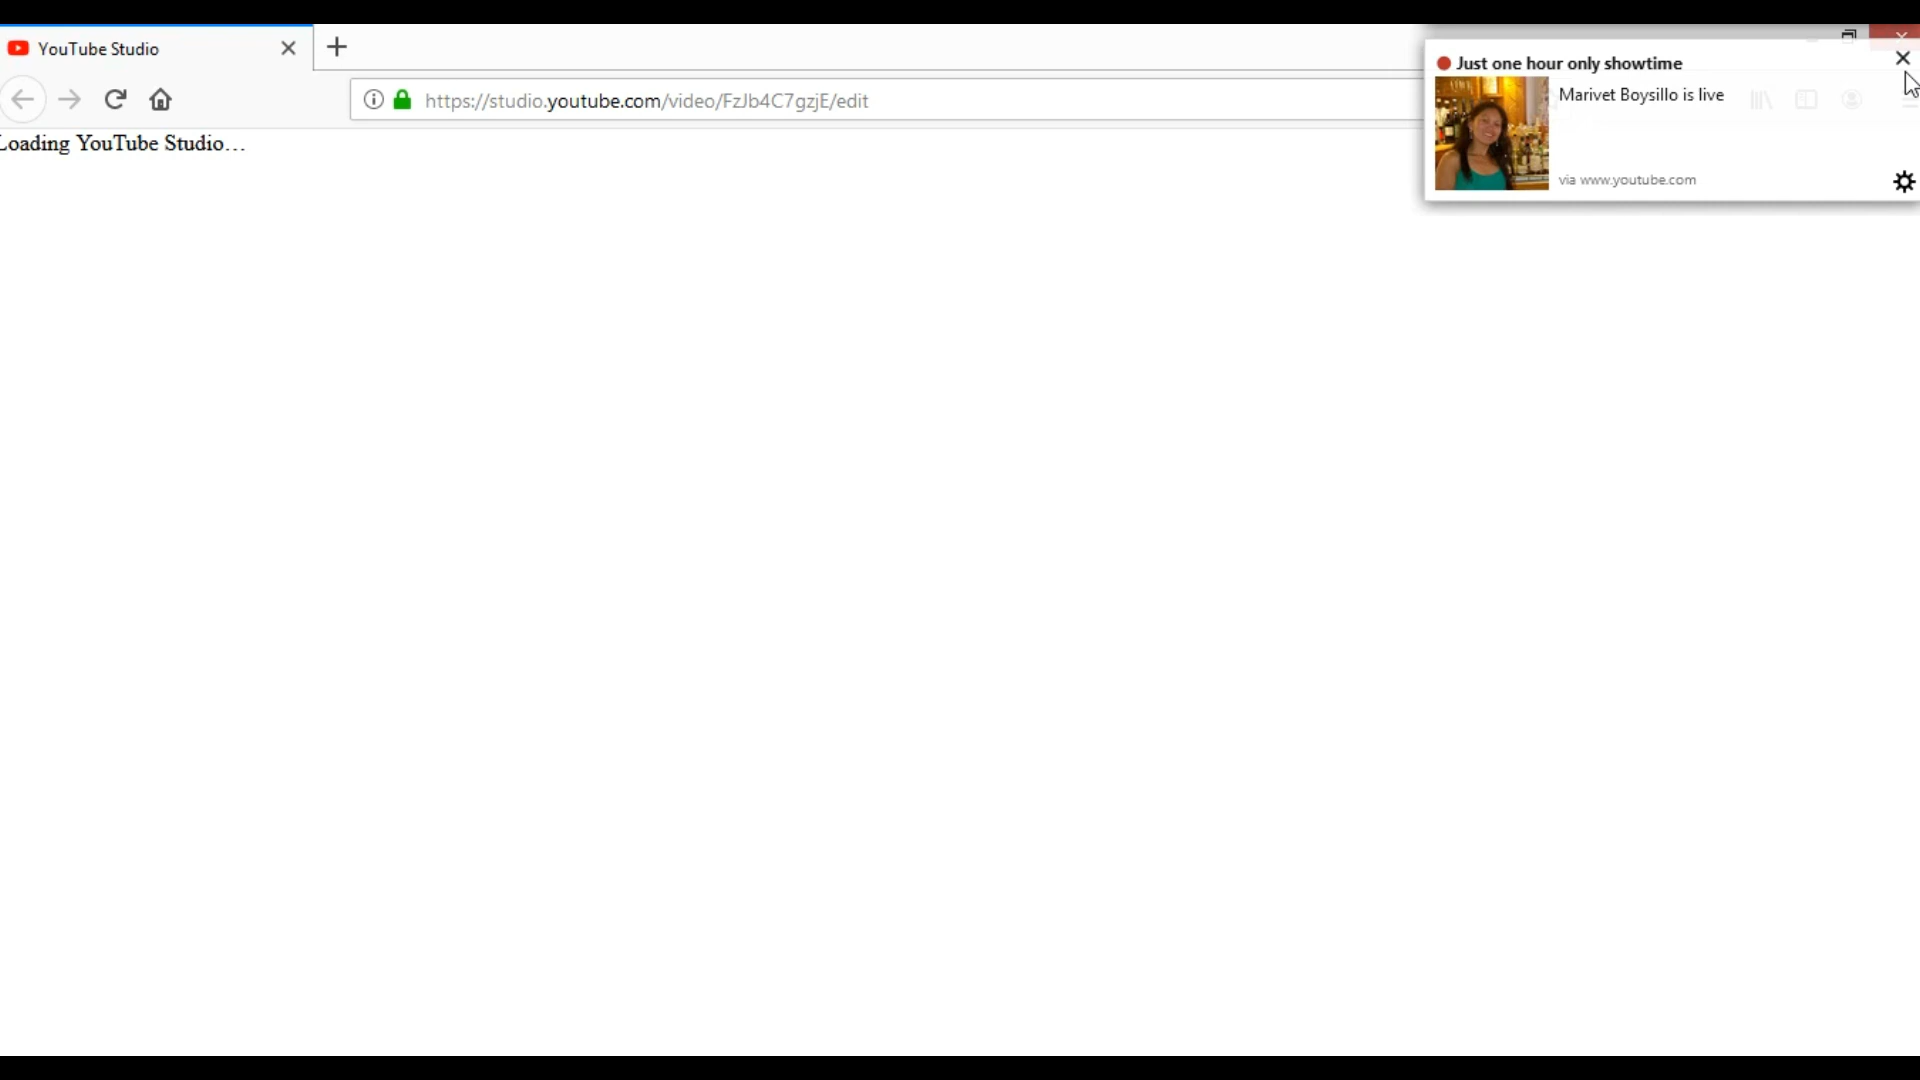 YouTube Studio
https://studio.youtube.com/video/FzJb4C7gzjE/edit
Loading YouTube Studio...
Just one hour only showtime
Marivet Boysillo is live
via www.youtube.com